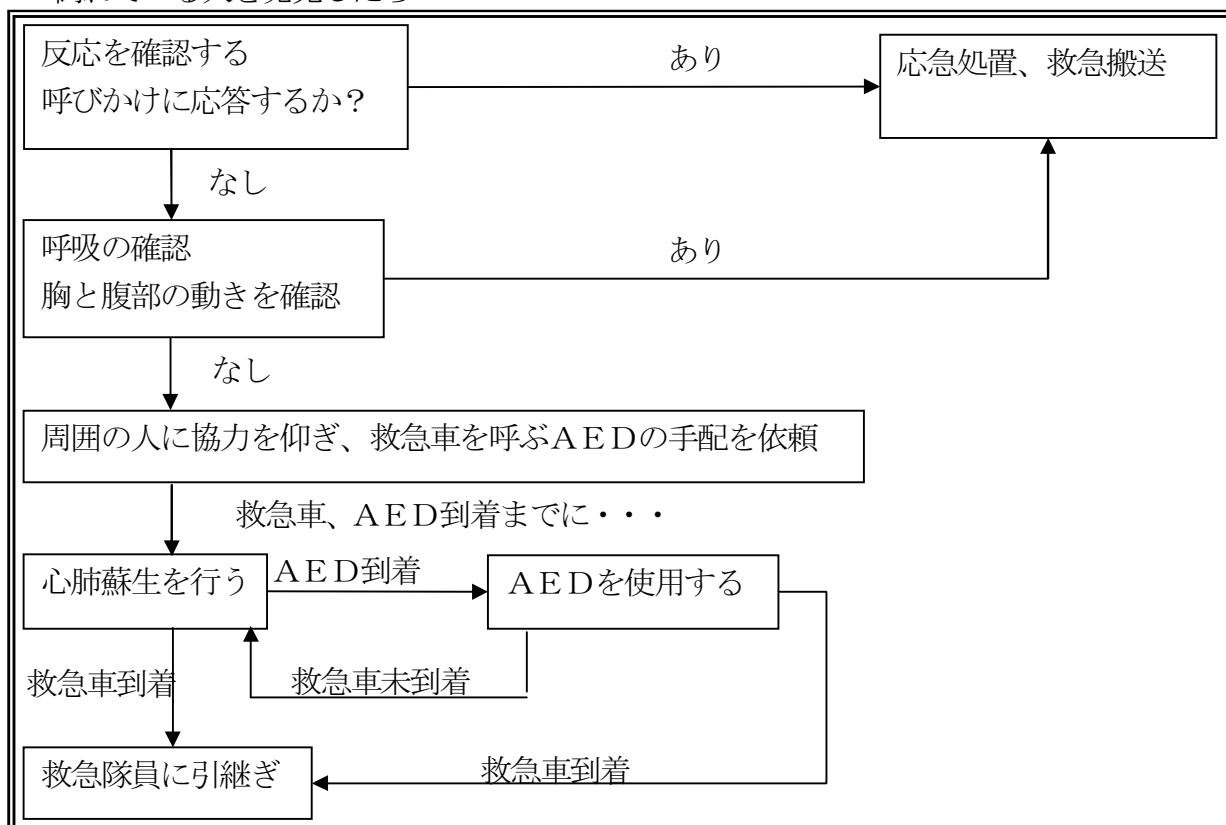 反応を確認する
呼びかけに応答するか？
あり
応急処置、救急搬送
なし
呼吸の確認
胸と腹部の動きを確認
あり
なし
周囲の人に協力を仰ぎ、救急車を呼ぶＡＥＤの手配を依頼
救急車、ＡＥＤ到着までに・・・
心肺蘇生を行う
ＡＥＤ到着
ＡＥＤを使用する
救急車到着
救急車未到着
救急隊員に引継ぎ
救急車到着